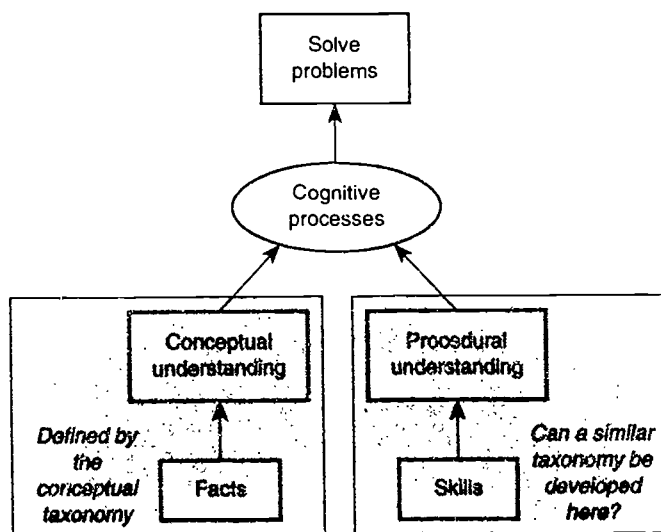 Solve
problems
Cognitive
processes
Conceptual
understanding
Procedural
understanding
Defined by
the
conceptual
taxonomy
Facts
Skills
Can a similar
taxonomy be
developed
here?